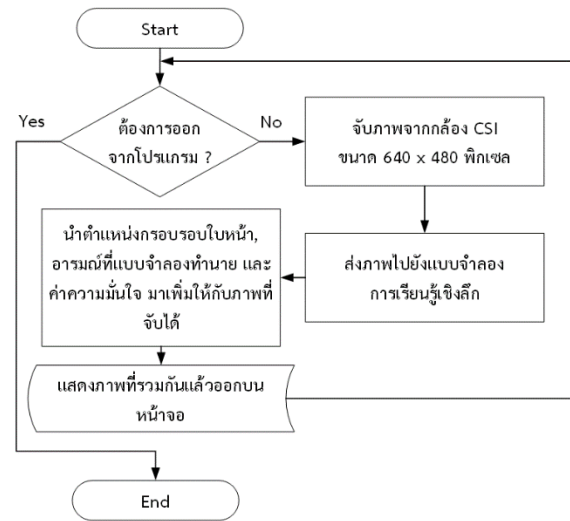 Start
Yes
ต้องการออก
จากโปรแกรม ?
No
จับภาพจากกล้อง CSI
ขนาด 640 x 480 พิกเซล
ส่งภาพไปยังแบบจำลอง
การเรียนรู้เชิงลึก
นำตำแหน่งกรอบรอบใบหน้า,
อารมณ์ที่แบบจำลองทำนาย และ
ค่าความมั่นใจ มาเพิ่มให้กับภาพที่
จับได้
แสดงภาพที่รวมกันแล้วออกบน
หน้าจอ
End